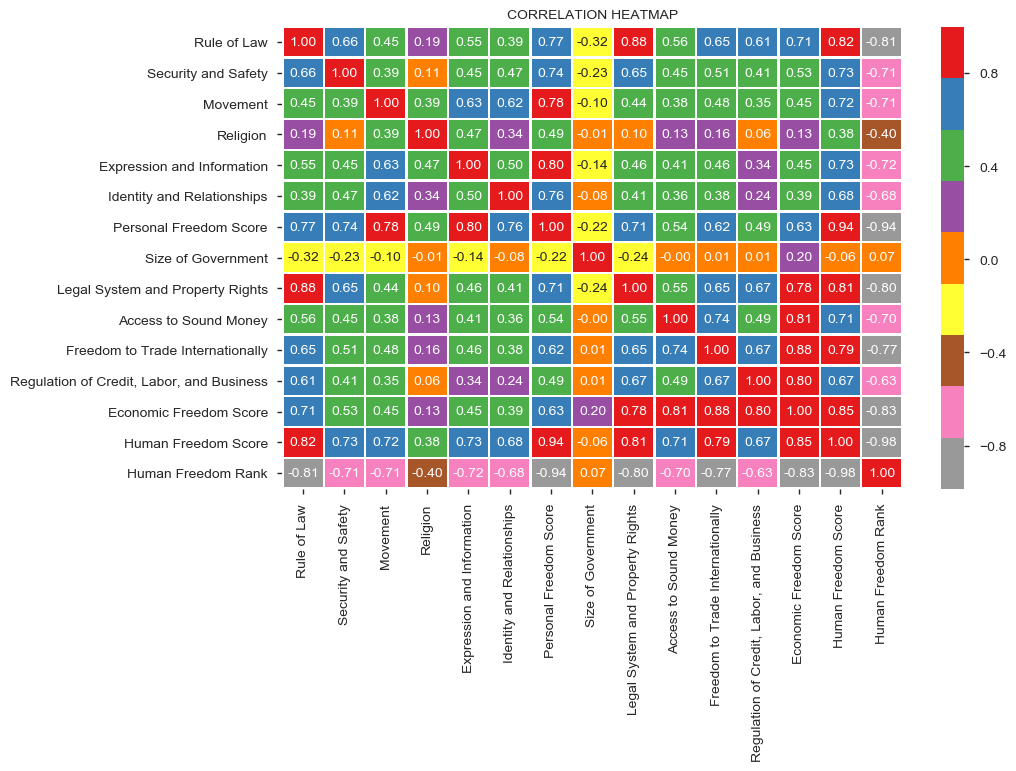 CORRELATION HEATMAP
Rule of Law 1.00 0.66 0.45 0.19 0.55 0.39 0.77 -0.32 0.88 0.56 0.65 0.61 0.71 0.82 -0.81
Security and Safety 0.66 1.00 0.39 0.11 0.45 0.47 0.74 -0.23 0.65 0.45 0.51 0.41 0.53 0.73 -0.71
Movement 0.45 0.39 1.00 0.39 0.63 0.62 0.78 -0.10 0.44 0.38 0.48 0.35 0.45 0.72 -0.71
Religion 0.19 0.11 0.39 1.00 0.47 0.34 0.49 -0.01 0.10 0.13 0.16 0.06 0.13 0.38 -0.40
Expression and Information 0.55 0.45 0.63 0.47 1.00 0.50 0.80 -0.14 0.46 0.41 0.46 0.34 0.45 0.73 -0.72
Identity and Relationships 0.39 0.47 0.62 0.34 0.50 1.00 0.76 -0.08 0.41 0.36 0.38 0.24 0.39 0.68 -0.68
Personal Freedom Score 0.77 0.74 0.78 0.49 0.80 0.76 1.00 -0.22 0.71 0.54 0.62 0.49 0.63 0.94 -0.94
Size of Government -0.32 -0.23 -0.10 -0.01 -0.14 -0.08 -0.22 1.00 -0.24 -0.00 0.01 0.01 0.20 -0.06 0.07
Legal System and Property Rights 0.88 0.65 0.44 0.10 0.46 0.41 0.71 -0.24 1.00 0.55 0.65 0.67 0.78 0.81 -0.80
Access to Sound Money 0.56 0.45 0.38 0.13 0.41 0.36 0.54 -0.00 0.55 1.00 0.74 0.49 0.81 0.71 -0.70
Freedom to Trade Internationally 0.65 0.51 0.48 0.16 0.46 0.38 0.62 0.01 0.65 0.74 1.00 0.67 0.88 0.79 -0.77
Regulation of Credit, Labor, and Business 0.61 0.41 0.35 0.06 0.34 0.24 0.49 0.01 0.67 0.49 0.67 1.00 0.80 0.67 -0.63
Economic Freedom Score 0.71 0.53 0.45 0.13 0.45 0.39 0.63 0.20 0.78 0.81 0.88 0.80 1.00 0.85 -0.83
Human Freedom Score 0.82 0.73 0.72 0.38 0.73 0.68 0.94 -0.06 0.81 0.71 0.79 0.67 0.85 1.00 -0.98
Human Freedom Rank -0.81 -0.71 -0.71 -0.40 -0.72 -0.68 -0.94 0.07 -0.80 -0.70 -0.77 -0.63 -0.83 -0.98 1.00
Rule of Law
Security and Safety
Movement
Religion
Expression and Information
Identity and Relationships
Personal Freedom Score
Size of Government
Legal System and Property Rights
Access to Sound Money
Freedom to Trade Internationally
Regulation of Credit, Labor, and Business
Economic Freedom Score
Human Freedom Score
Human Freedom Rank
0.8
0.4
0.0
-0.4
-0.8